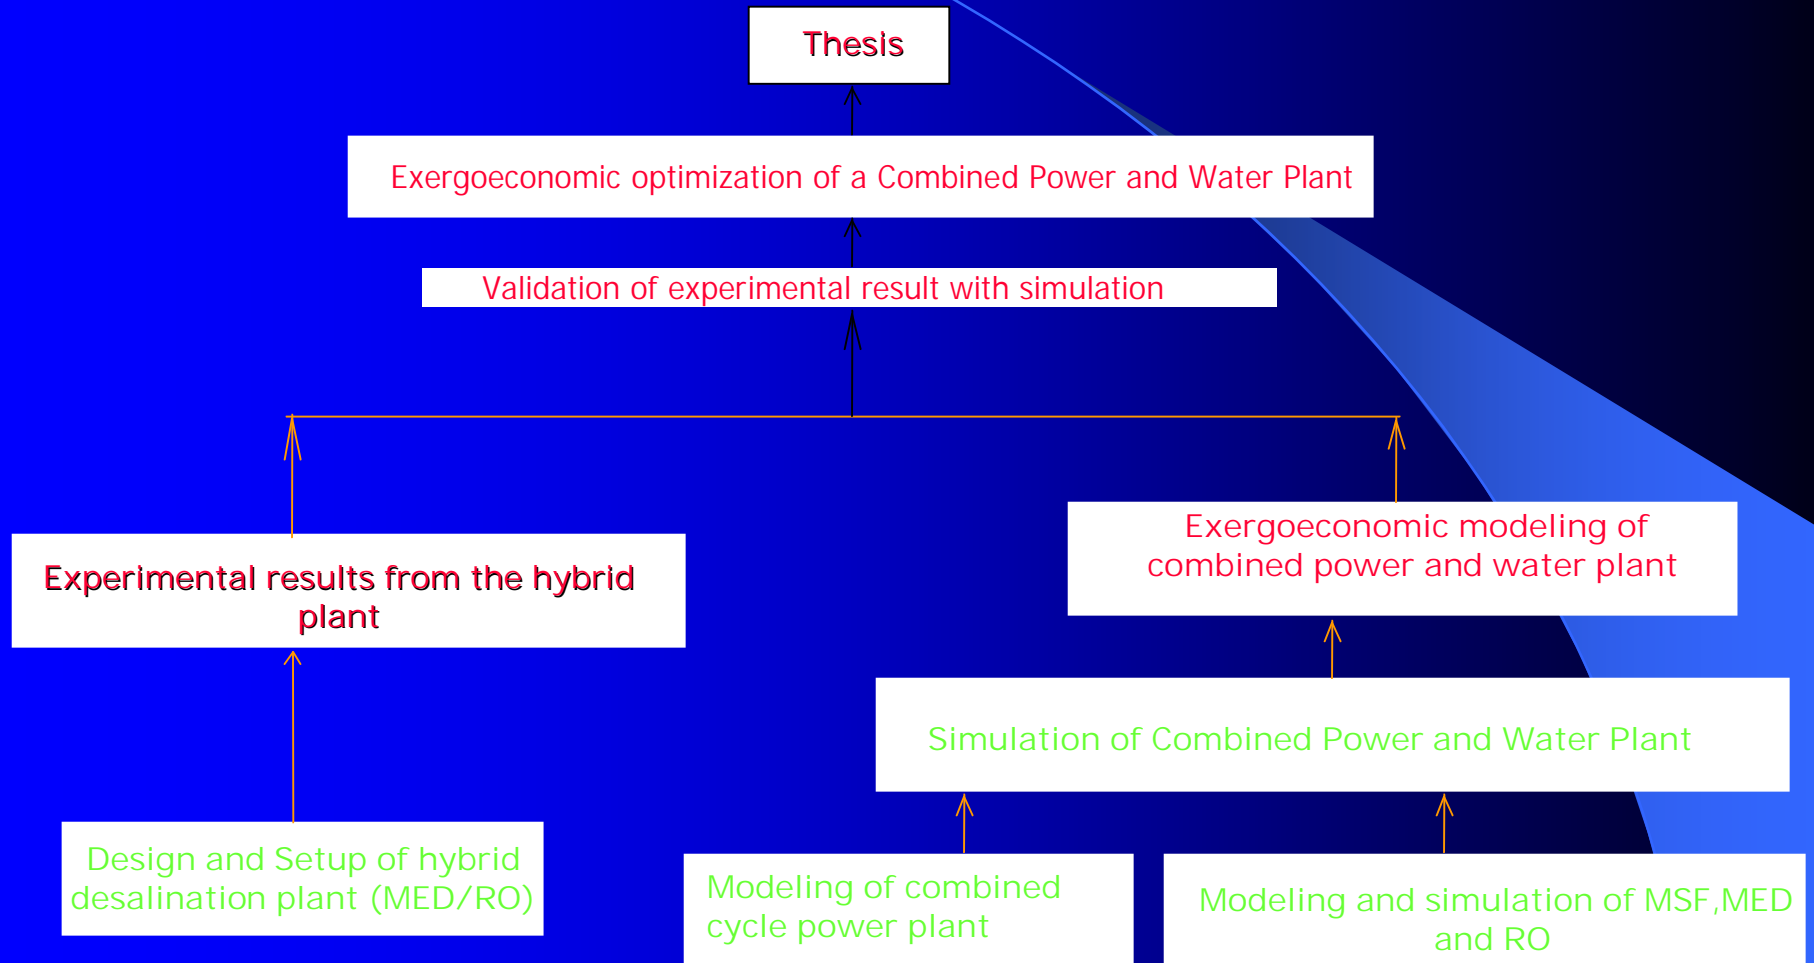 Thesis
Exergoeconomic optimization of a Combined Power and Water Plant
Validation of experimental result with simulation
Exergoeconomic modeling of
combined power and water plant
Experimental results from the hybrid
plant
Simulation of Combined Power and Water Plant
Design and Setup of hybrid
desalination plant (MED/RO)
Modeling of combined
cycle power plant
Modeling and simulation of MSF,MED
and RO